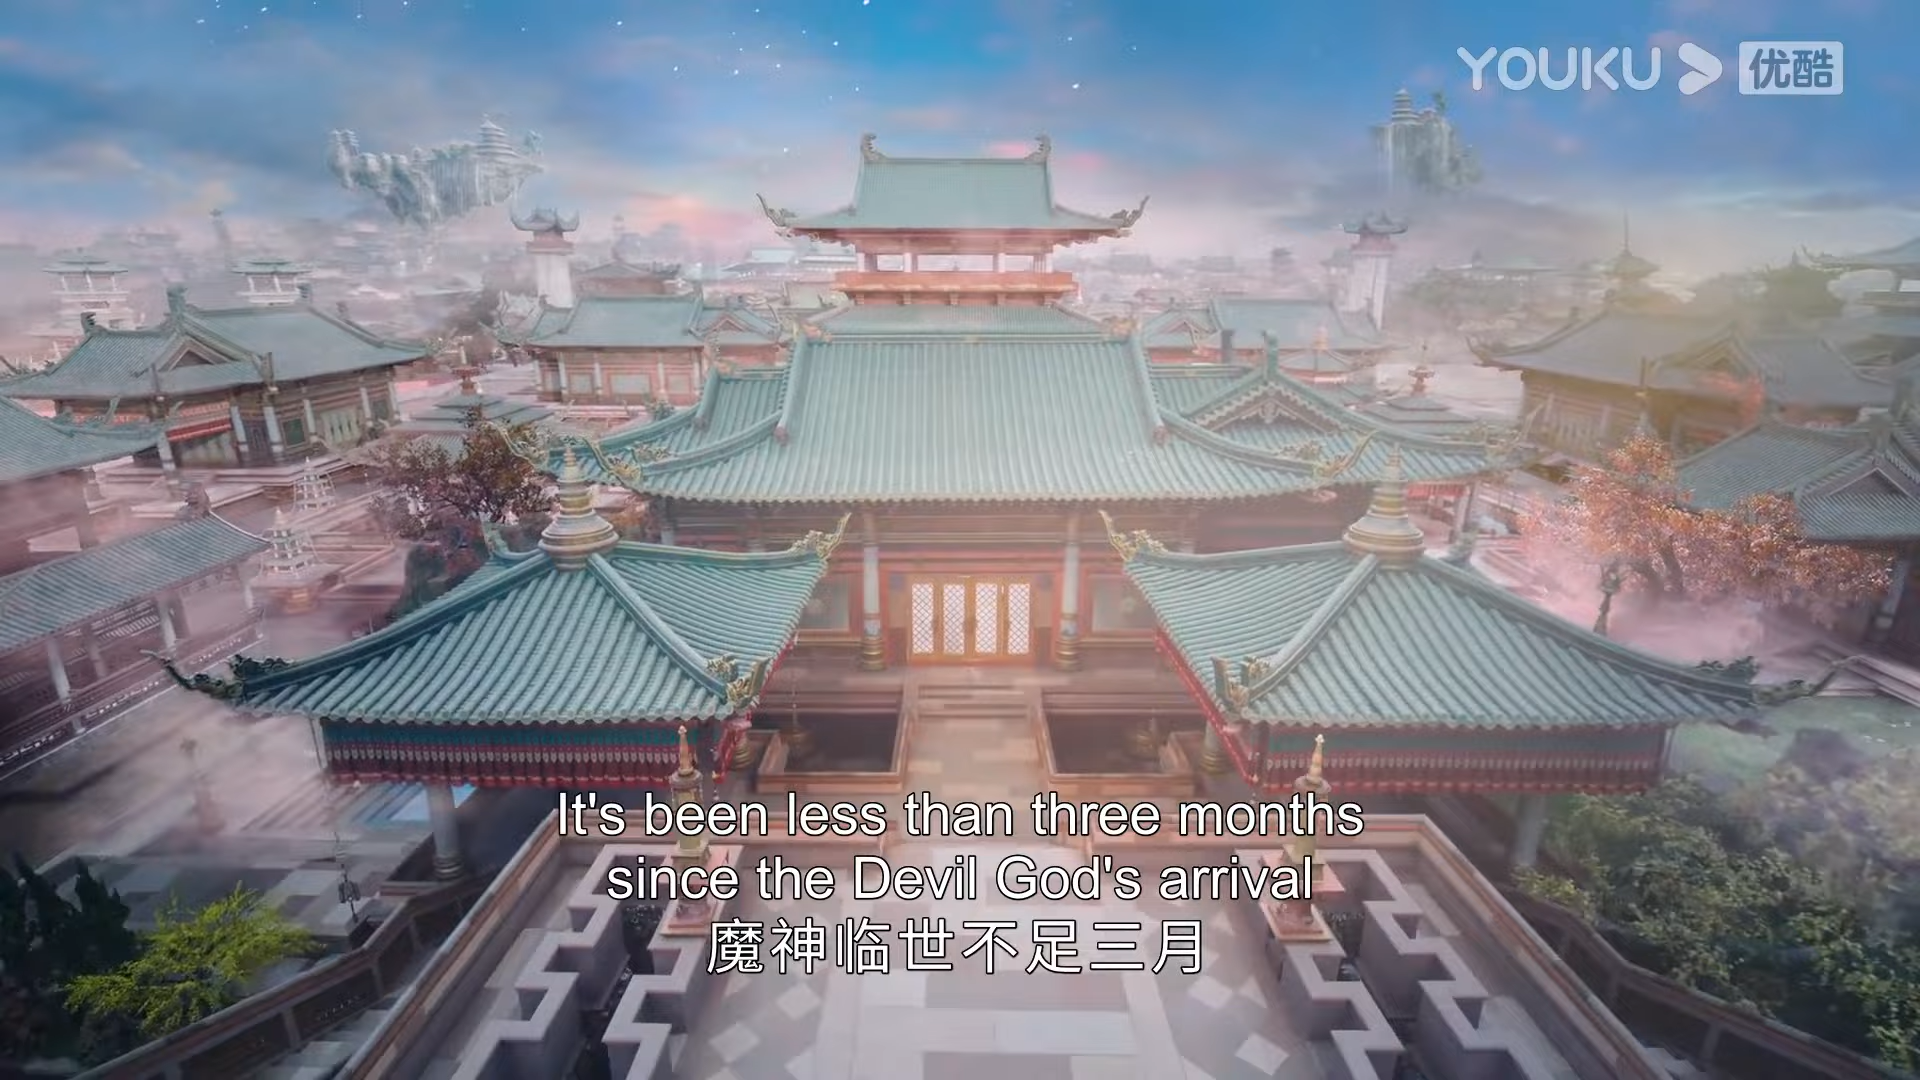 YOUKU 优酷
It's been less than three months
since the Devil God's arrival
魔神临世不足三月